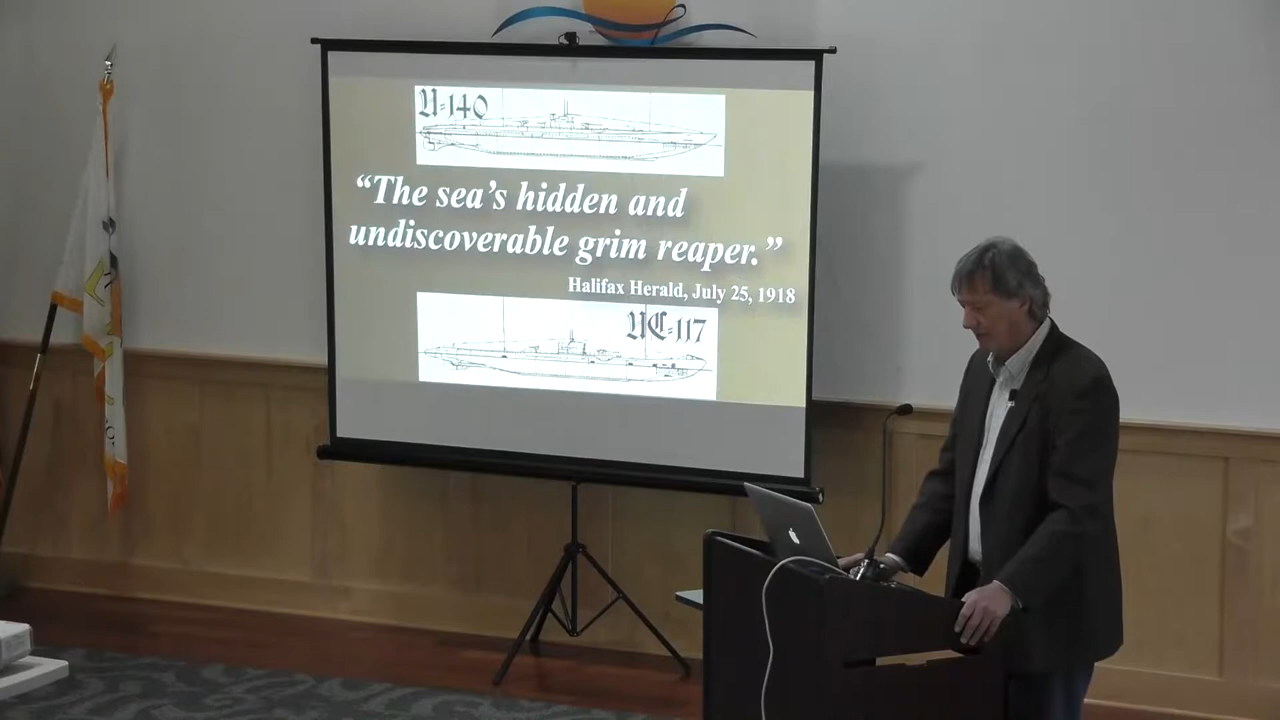 U-140
“The sea’s hidden and
undiscoverable grim reaper.”
Halifax Herald, July 25, 1918
UC-117